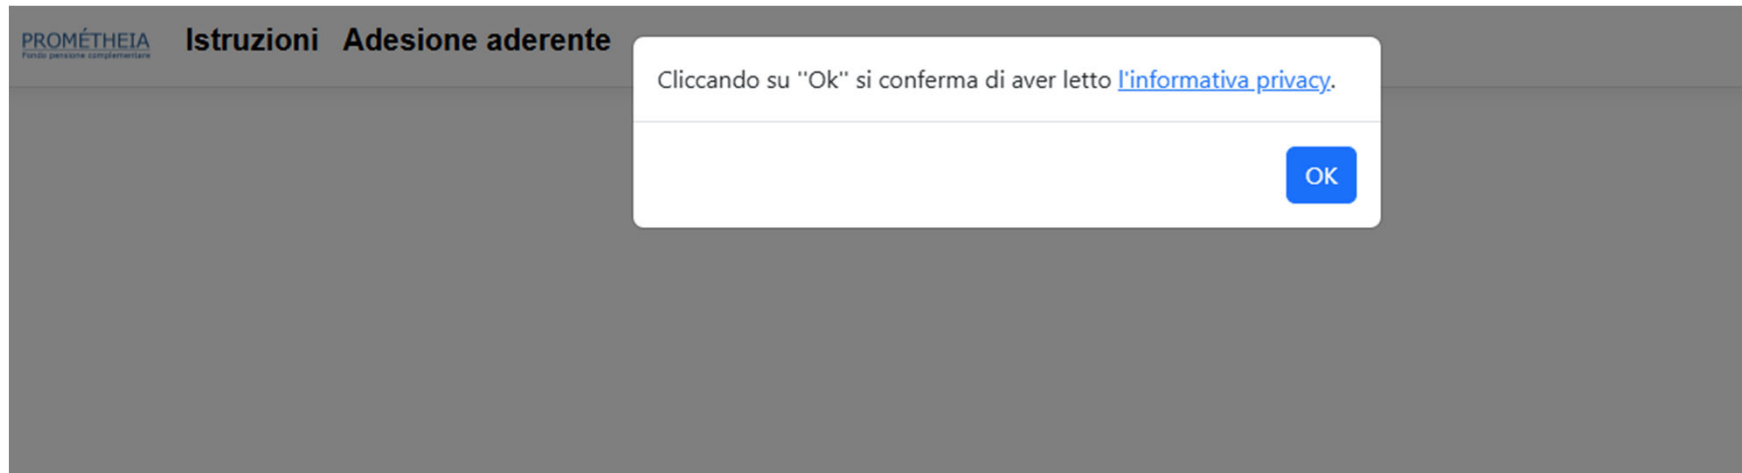 PROMÉTHEIA
Fondo pensione complementare
Istruzioni Adesione aderente
Cliccando su ''Ok'' si conferma di aver letto l'informativa privacy.
OK